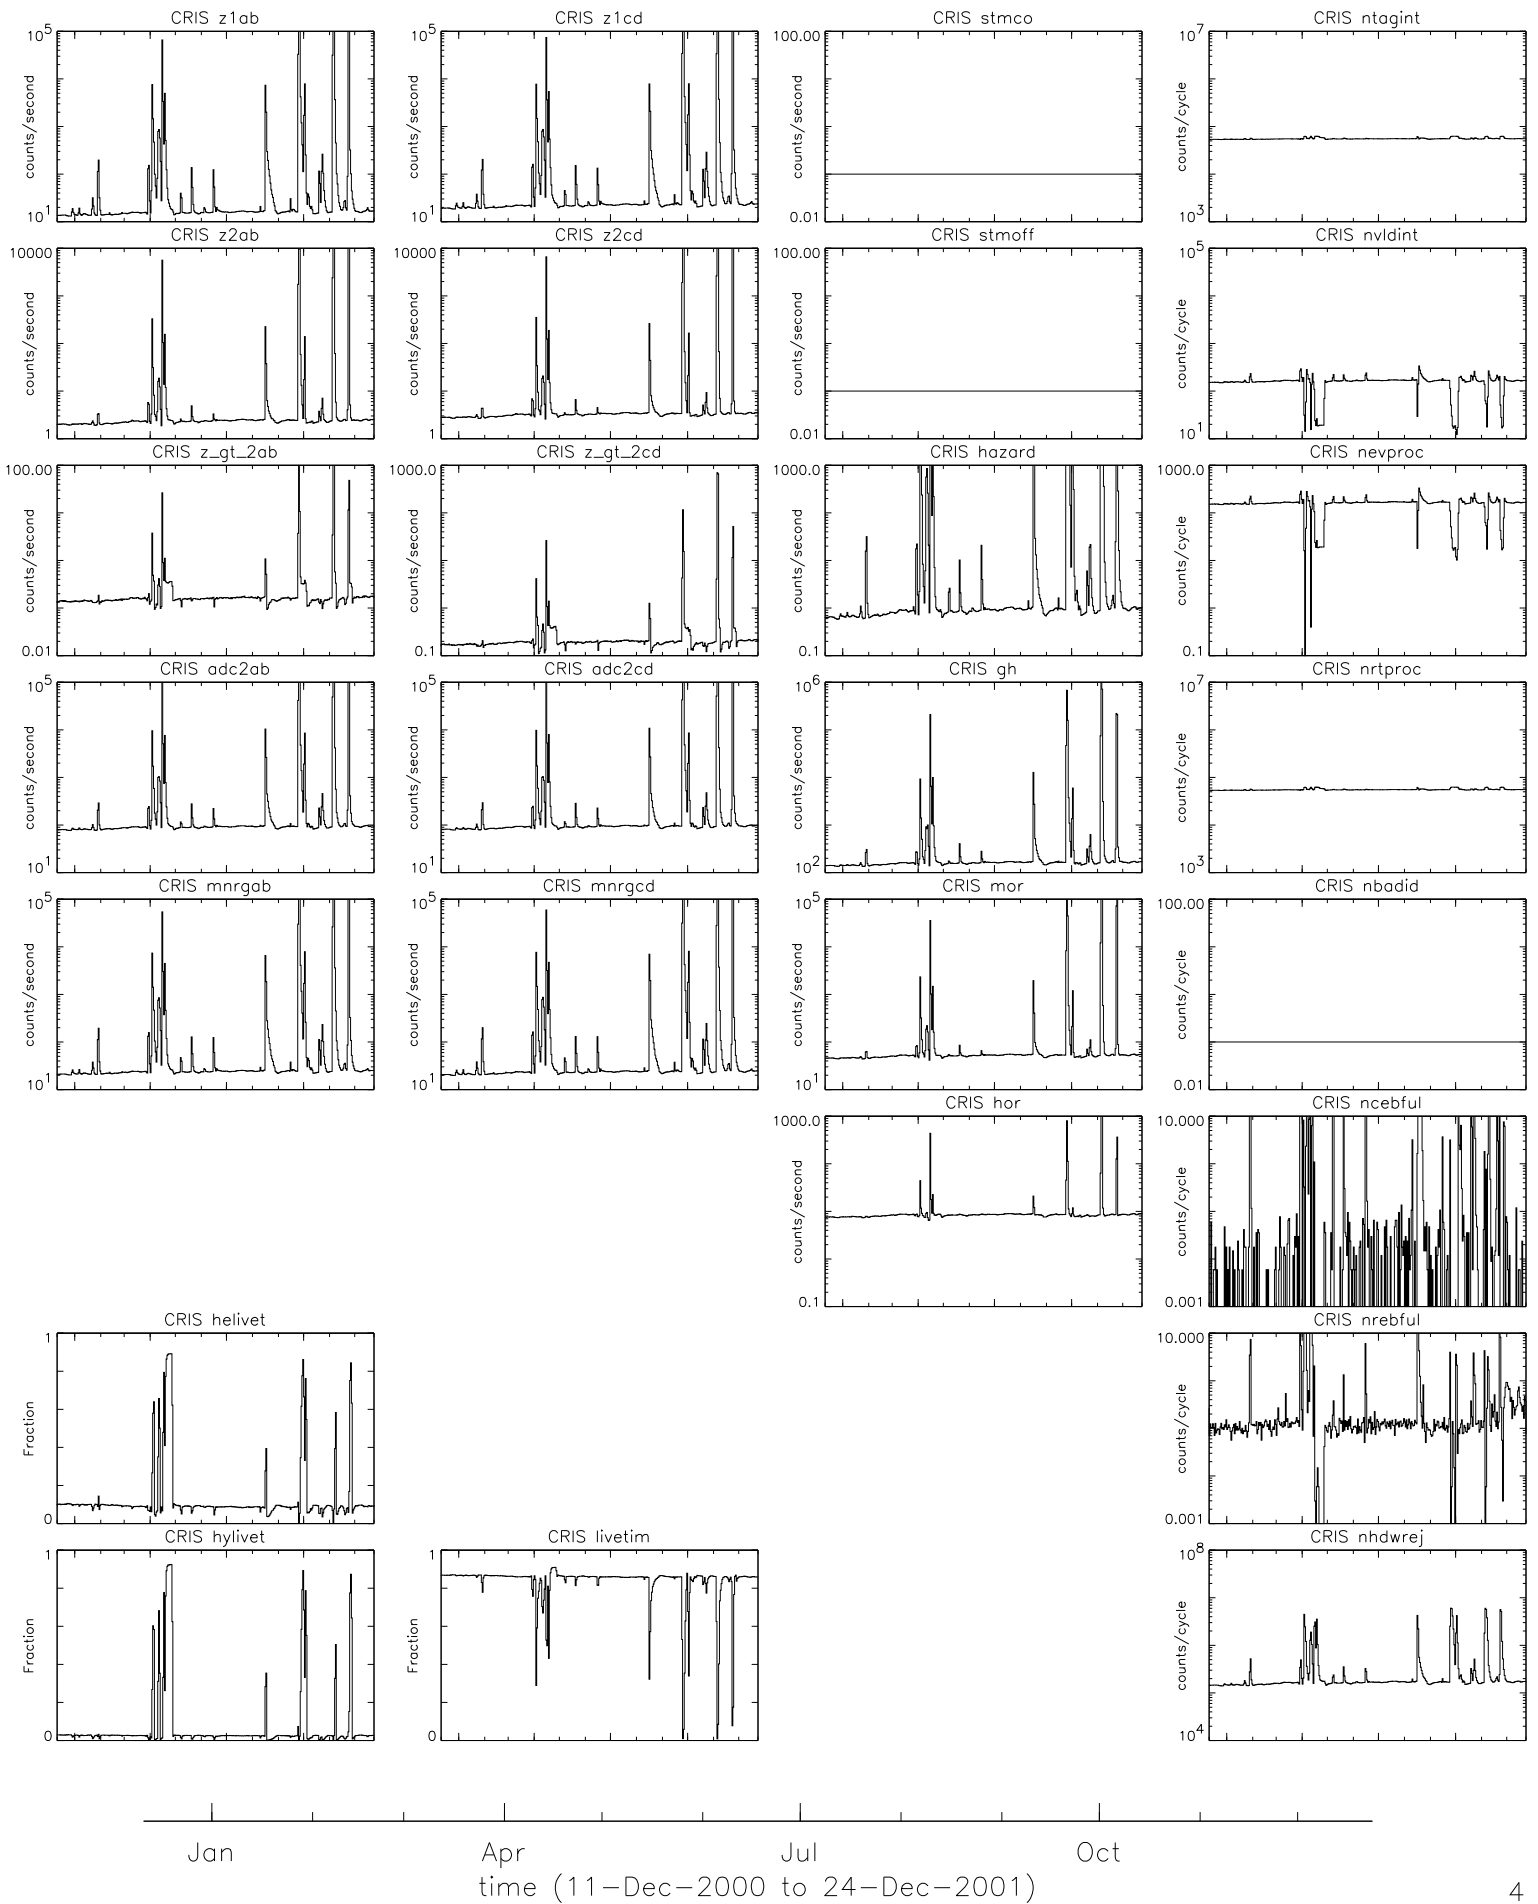 CRIS z1ab
CRIS z1cd
CRIS stmco
CRIS ntagint
10^5
counts/second
10^1
10^5
counts/second
10^1
100.00
counts/second
0.01
10^7
counts/cycle
10^3
CRIS z2ab
CRIS z2cd
CRIS stmoff
CRIS nvldint
10000
counts/second
1
10000
counts/second
1
100.00
counts/second
0.01
10^5
counts/cycle
10^1
CRIS z_gt_2ab
CRIS z_gt_2cd
CRIS hazard
CRIS nevproc
100.00
counts/second
0.01
1000.0
counts/second
0.1
1000.0
counts/second
0.1
1000.0
counts/cycle
0.1
CRIS adc2ab
CRIS adc2cd
CRIS gh
CRIS nrtproc
10^5
counts/second
10^1
10^5
counts/second
10^1
10^6
counts/second
10^2
10^7
counts/cycle
10^3
CRIS mnrgab
CRIS mnrgcd
CRIS mor
CRIS nbadid
10^5
counts/second
10^1
10^5
counts/second
10^1
10^5
counts/second
10^1
100.00
counts/cycle
0.01
CRIS hor
CRIS ncebful
1000.0
counts/second
0.1
10.000
counts/cycle
0.001
CRIS helivet
CRIS nrebful
1
Fraction
0
10.000
counts/cycle
0.001
CRIS hylivet
CRIS livetim
CRIS nhdwrej
1
Fraction
0
1
Fraction
0
10^8
counts/cycle
10^4
Jan
Apr
Jul
Oct
time (11-Dec-2000 to 24-Dec-2001)
4